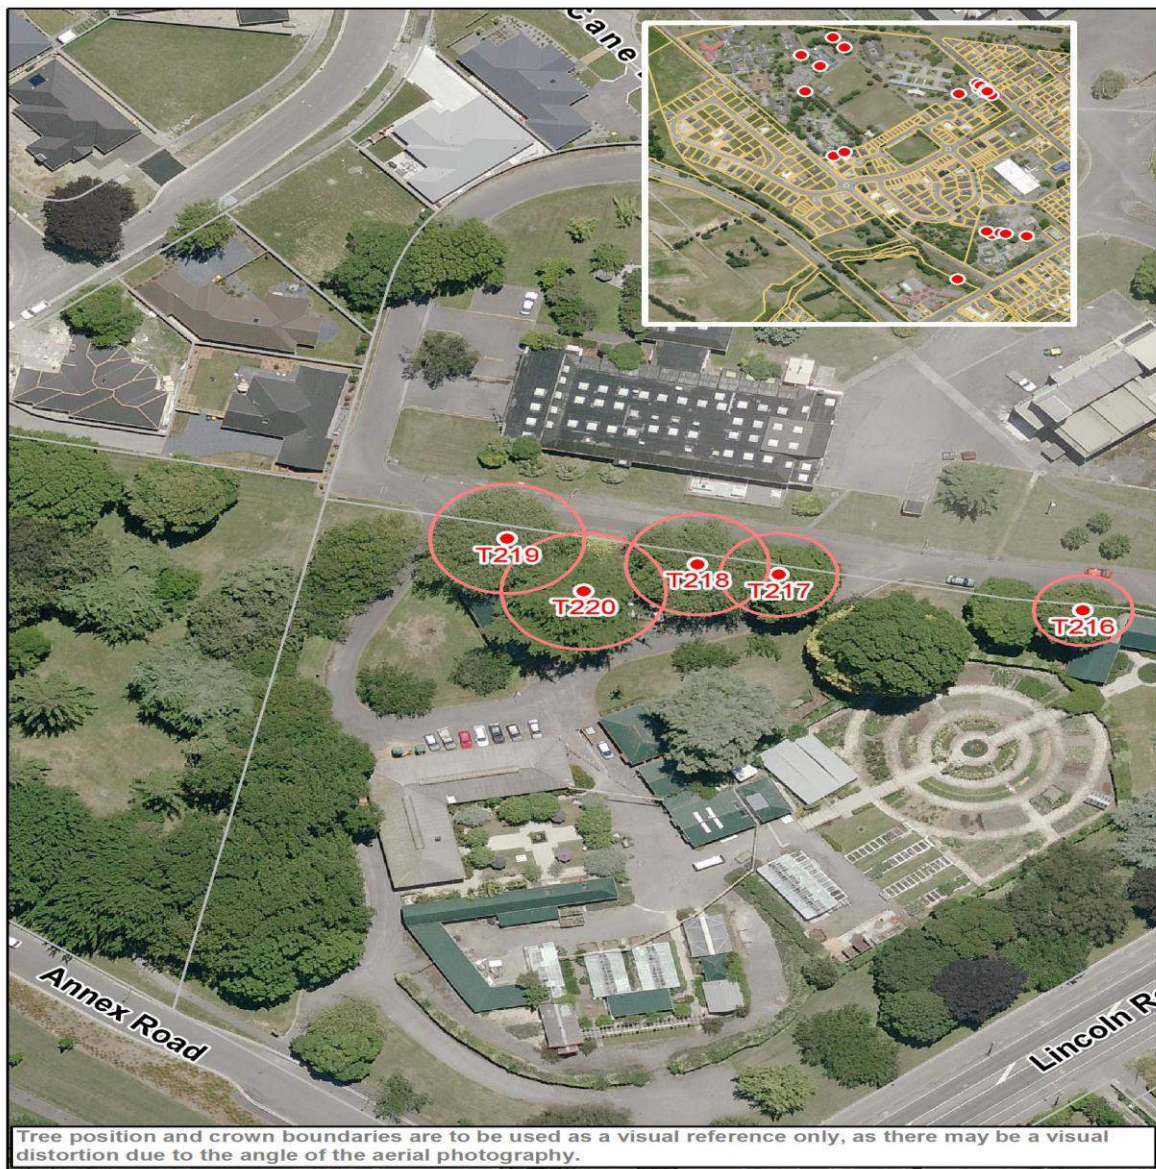 Cane
T219
T220
T218
T217
T216
Annex Road
Lincoln
Tree position and crown boundaries are to be used as a visual reference only, as there may be a visual
distortion due to the angle of the aerial photography.